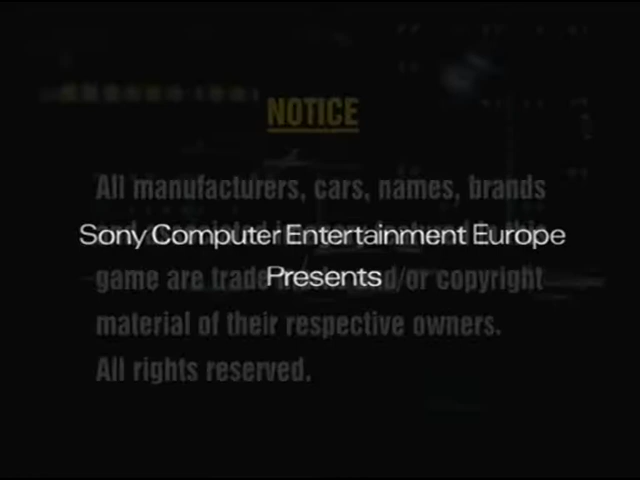 NOTICE
All manufacturers, cars, names, brands
Sony Computer Entertainment Europe
Presents
game are trade d/or copyright
material of their respective owners.
All rights reserved.